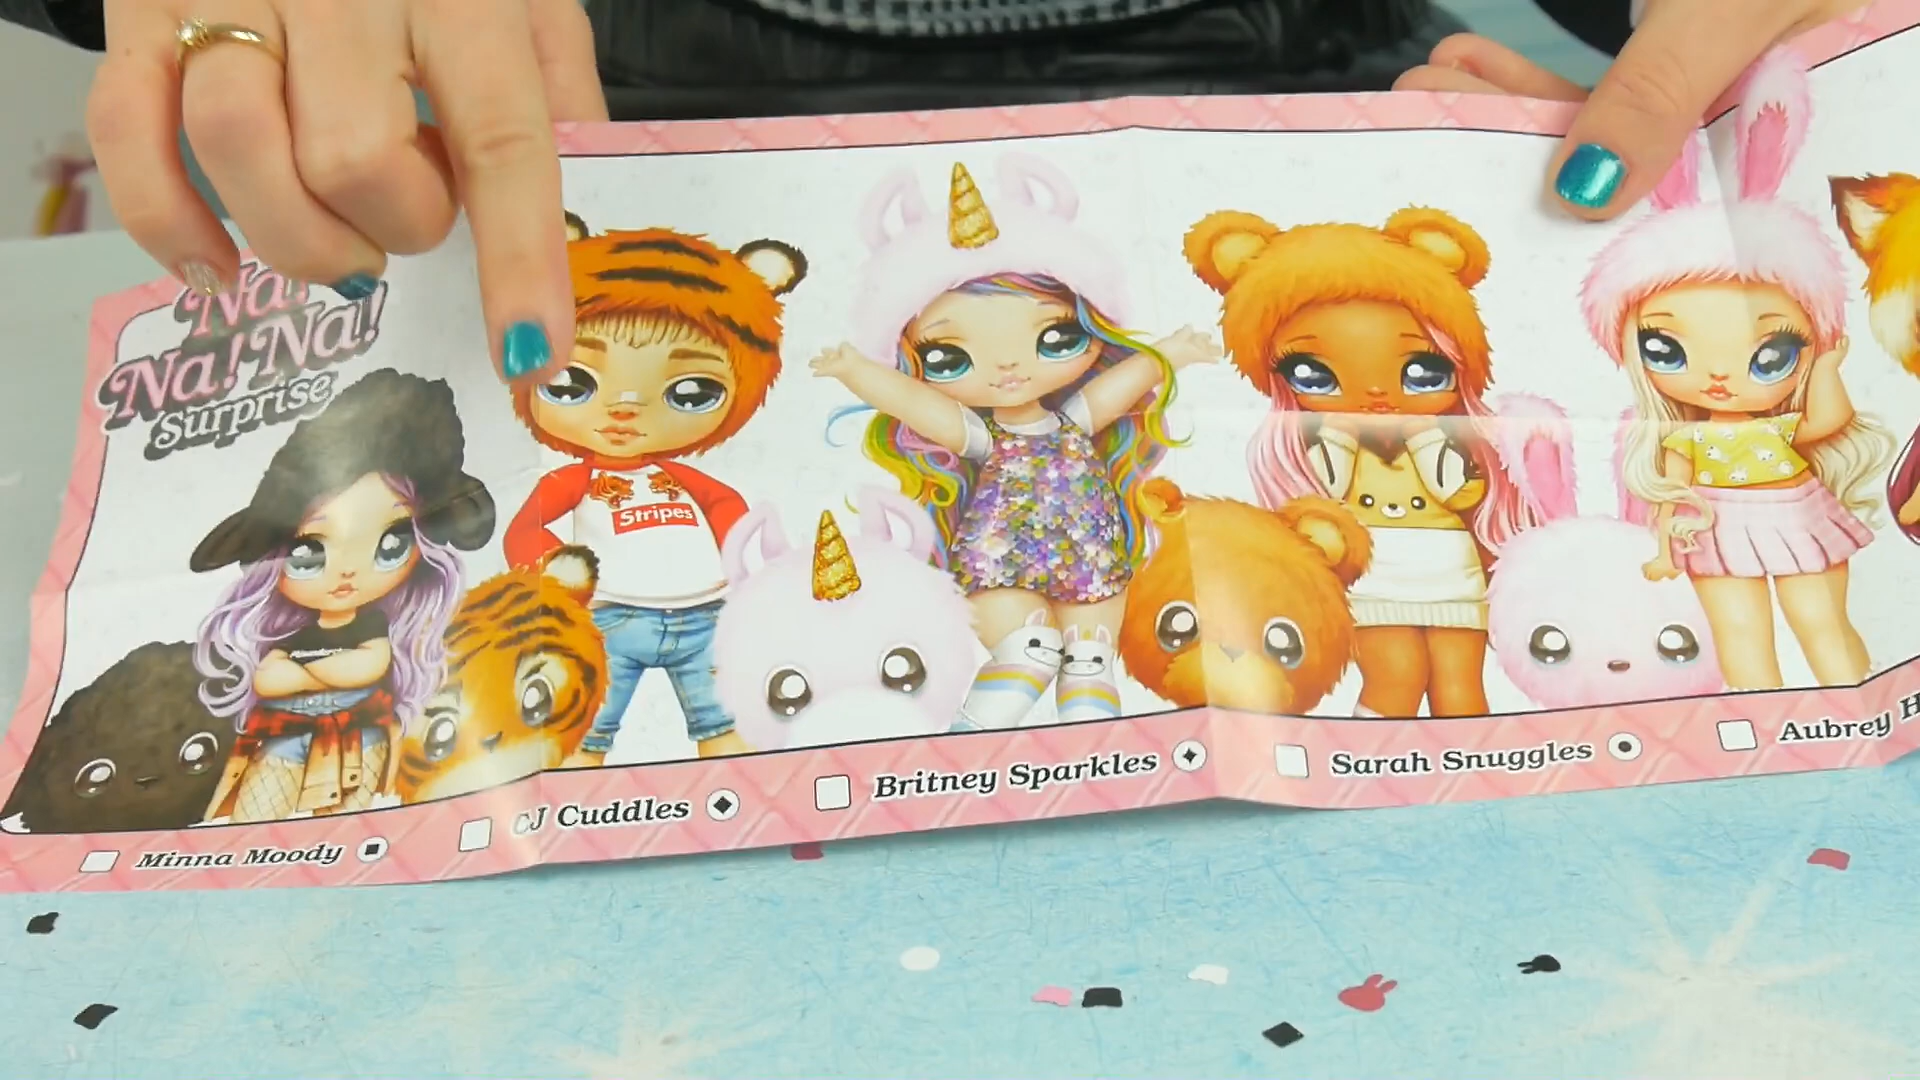 Na!
Na! Na!
Surprise
Stripes
Minna Moody
CJ Cuddles
Britney Sparkles
Sarah Snuggles
Aubrey